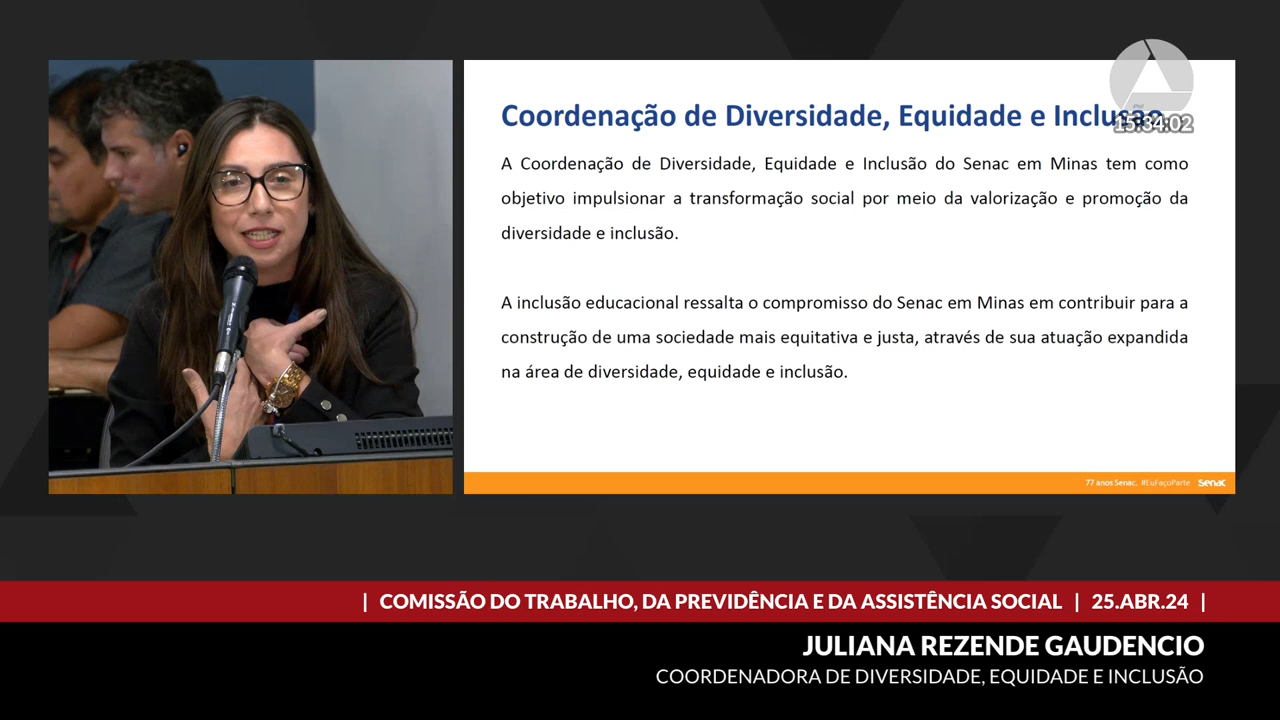 Coordenação de Diversidade, Equidade e Inclusão
15:34:02
A Coordenação de Diversidade, Equidade e Inclusão do Senac em Minas tem como
objetivo impulsionar a transformação social por meio da valorização e promoção da
diversidade e inclusão.
A inclusão educacional ressalta o compromisso do Senac em Minas em contribuir para a
construção de uma sociedade mais equitativa e justa, através de sua atuação expandida
na área de diversidade, equidade e inclusão.
77 anos Senac. #EuFaçoParte Senac
| COMISSÃO DO TRABALHO, DA PREVIDÊNCIA E DA ASSISTÊNCIA SOCIAL | 25.ABR.24 |
JULIANA REZENDE GAUDENCIO
COORDENADORA DE DIVERSIDADE, EQUIDADE E INCLUSÃO